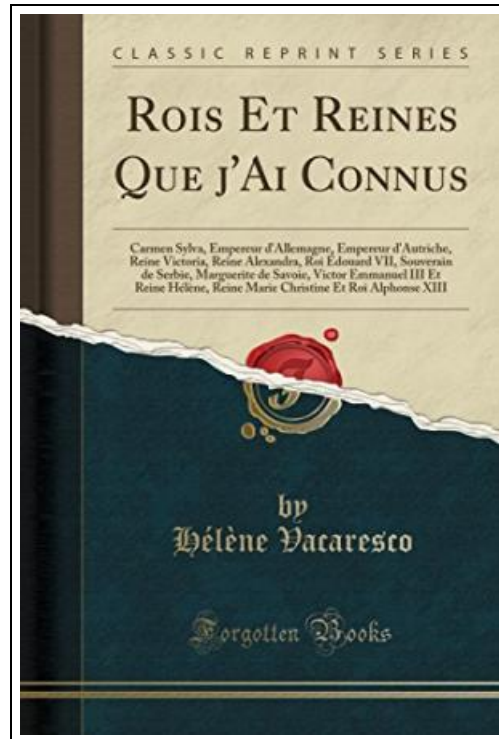 CLASSIC REPRINT SERIES
ROIS ET REINES
QUE J'AI CONNUS
Carmen Sylva, Empereur d'Allemagne, Empereur d'Autriche,
Reine Victoria, Reine Alexandra, Roi Édouard VII, Souverain
de Serbie, Marguerite de Savoie, Victor Emmanuel III Et
Reine Hélène, Reine Marie Christine Et Roi Alphonse XIII
by
Hélène Vacaresco
Forgotten Books